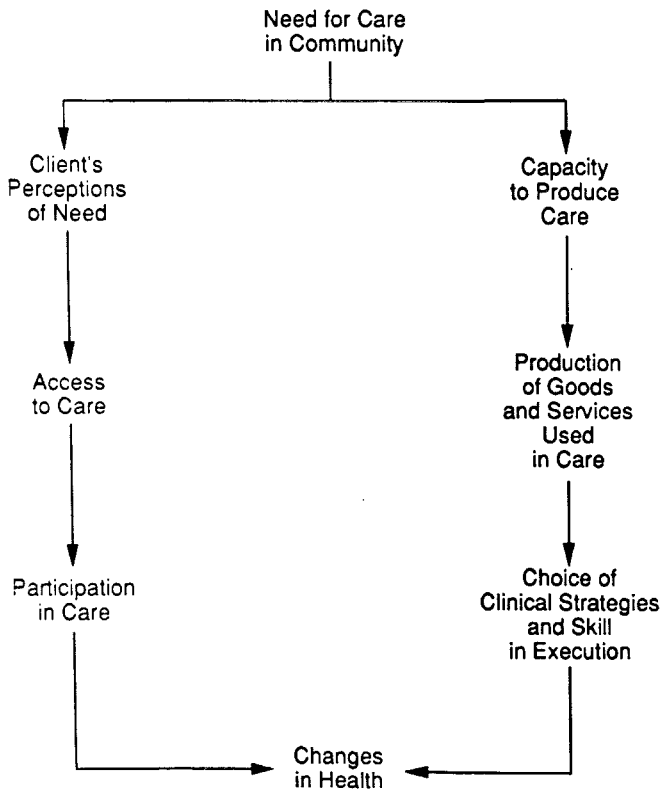 Need for Care
in Community
Client's
Perceptions
of Need
Capacity
to Produce
Care
Access
to Care
Production
of Goods
and Services
Used
in Care
Participation
in Care
Choice of
Clinical Strategies
and Skill
in Execution
Changes
in Health